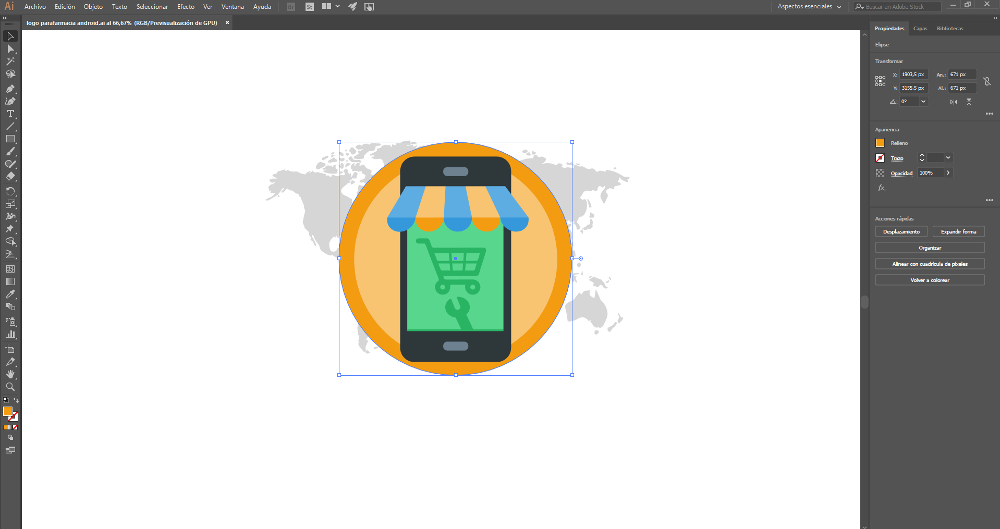 Ai Archivo Edición Objeto Texto Seleccionar Efecto Ver Ventana Ayuda Br St Aspectos esenciales Buscar en Adobe Stock
logo parafarmacia android.ai al 66,67% (RGB/Previsualización de GPU)
Propiedades Capas Bibliotecas
Elipse
Transformar
X: 1903,5 px An.: 671 px
Y: 3155,5 px Al.: 671 px
0°
Apariencia
Relleno
Trazo
Opacidad 100%
fx.
Acciones rápidas
Desplazamiento Expandir forma
Organizar
Alinear con cuadrícula de píxeles
Volver a colorear